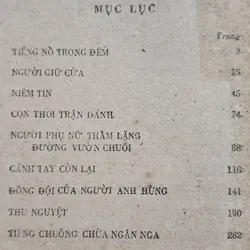 MỤC LỤC
Trang
TIẾNG NỔ TRONG ĐÊM 3
NGƯỜI GIỮ CỬA 15
NIỀM TIN 45
CON THOI TRẬN ĐÁNH 74
NGƯỜI PHỤ NỮ THẦM LẶNG
ĐƯỜNG VƯỜN CHUỐI 88
CÁNH TAY CÒN LẠI 118
ĐỒNG ĐỘI CỦA NGƯỜI ANH HÙNG 141
THU NGUYỆT 190
TIẾNG CHUÔNG CHÙA NGÂN NGA 262